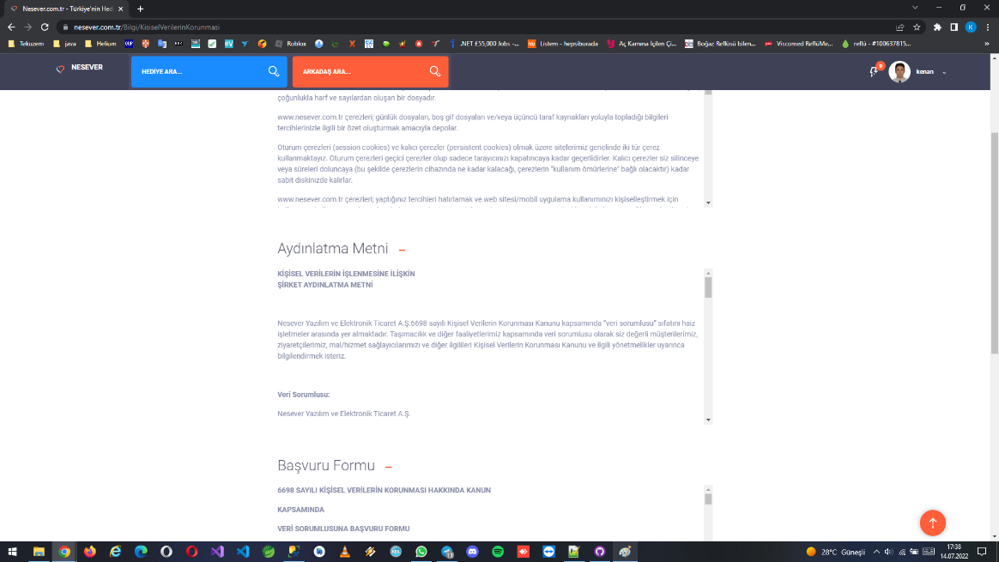 Nesever.com.tr - Türkiye'nin Hedi
nesever.com.tr/Bilgi/KisiselVerilerinKorunmasi
K
Tekuzem
java
Helium
Roblox
.NET £55,000 Jobs -...
Listem - hepsiburada
Aç Karnına İçilen Çi...
Boğaz Reflüsü bilen...
Viscomed ReflüMe...
reflü - #100637815...
»
NESEVER
HEDİYE ARA...
ARKADAŞ ARA...
0
kenan
çoğunlukla harf ve sayılardan oluşan bir dosyadır.
www.nesever.com.tr çerezleri; günlük dosyaları, boş gif dosyaları ve/veya üçüncü taraf kaynakları yoluyla topladığı bilgileri
tercihlerinizle ilgili bir özet oluşturmak amacıyla depolar.
Oturum çerezleri (session cookies) ve kalıcı çerezler (persistent cookies) olmak üzere sitelerimiz genelinde iki tür çerez
kullanmaktayız. Oturum çerezleri geçici çerezler olup sadece tarayıcınızı kapatıncaya kadar geçerlidirler. Kalıcı çerezler siz silinceye
veya süreleri doluncaya (bu şekilde çerezlerin cihazında ne kadar kalacağı, çerezlerin "kullanım ömürlerine" bağlı olacaktır) kadar
sabit diskinizde kalırlar.
www.nesever.com.tr çerezleri; yaptığınız tercihleri hatırlamak ve web sitesi/mobil uygulama kullanımınızı kişiselleştirmek için
Aydınlatma Metni –
KİŞİSEL VERİLERİN İŞLENMESİNE İLİŞKİN
ŞİRKET AYDINLATMA METNİ
Nesever Yazılım ve Elektronik Ticaret A.Ş,6698 sayılı Kişisel Verilerin Korunması Kanunu kapsamında "veri sorumlusu" sıfatını haiz
işletmeler arasında yer almaktadır. Taşımacılık ve diğer faaliyetlerimiz kapsamında veri sorumlusu olarak siz değerli müşterilerimiz,
ziyaretçilerimiz, mal/hizmet sağlayıcılarımızı ve diğer ilgilileri Kişisel Verilerin Korunması Kanunu ve ilgili yönetmelikler uyarınca
bilgilendirmek isteriz.
Veri Sorumlusu:
Nesever Yazılım ve Elektronik Ticaret A.Ş.
Başvuru Formu –
6698 SAYILI KİŞİSEL VERİLERİN KORUNMASI HAKKINDA KANUN
KAPSAMINDA
VERİ SORUMLUSUNA BAŞVURU FORMU
28°C Güneşli
17:38
14.07.2022